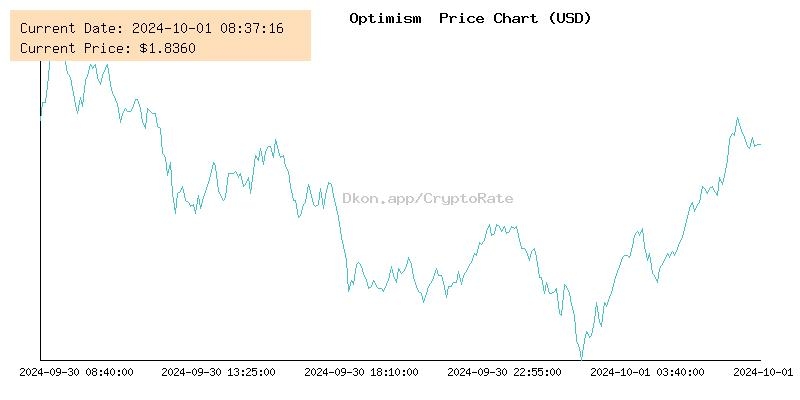 Optimism  Price Chart (USD)
Current Date: 2024-10-01 08:37:16
Current Price: $1.8360
Dkon.app/CryptoRate
2024-09-30 08:40:00 2024-09-30 13:25:00 2024-09-30 18:10:00 2024-09-30 22:55:00 2024-10-01 03:40:00 2024-10-01